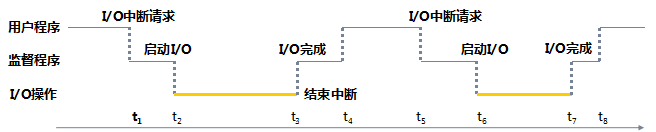 I/O中断请求 I/O中断请求
用户程序
启动I/O I/O完成 启动I/O I/O完成
监督程序
I/O操作 结束中断
t1 t2 t3 t4 t5 t6 t7 t8